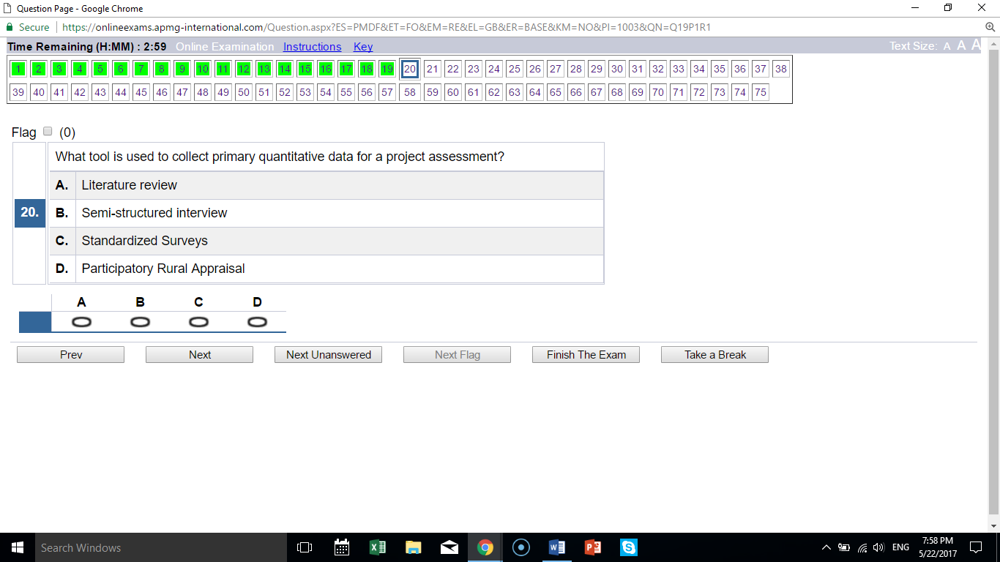 Question Page - Google Chrome
Secure https://onlineexams.apmg-international.com/Question.aspx?ES=PMDF&ET=FO&EM=RE&EL=GB&ER=BASE&KM=NO&PI=1003&QN=Q19P1R1
Time Remaining (H:MM) : 2:59 Online Examination Instructions Key Text Size: A A A
1 2 3 4 5 6 7 8 9 10 11 12 13 14 15 16 17 18 19 20 21 22 23 24 25 26 27 28 29 30 31 32 33 34 35 36 37 38
39 40 41 42 43 44 45 46 47 48 49 50 51 52 53 54 55 56 57 58 59 60 61 62 63 64 65 66 67 68 69 70 71 72 73 74 75
Flag (0)
What tool is used to collect primary quantitative data for a project assessment?
A. Literature review
20. B. Semi-structured interview
C. Standardized Surveys
D. Participatory Rural Appraisal
A B C D
Prev Next Next Unanswered Next Flag Finish The Exam Take a Break
Search Windows
ENG
7:58 PM
5/22/2017